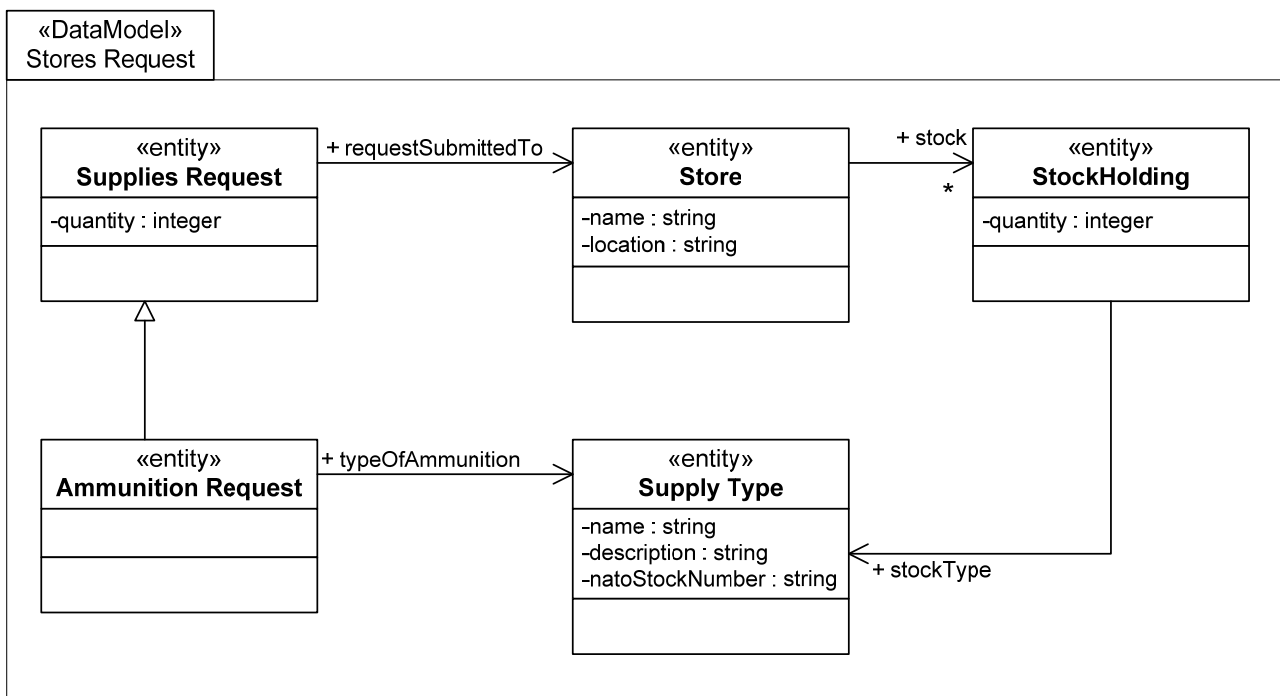 «DataModel»
Stores Request
«entity»
Supplies Request
-quantity : integer
+ requestSubmittedTo
«entity»
Store
-name : string
-location : string
+ stock
*
«entity»
StockHolding
-quantity : integer
«entity»
Ammunition Request
+ typeOfAmmunition
«entity»
Supply Type
-name : string
-description : string
-natoStockNumber : string
+ stockType